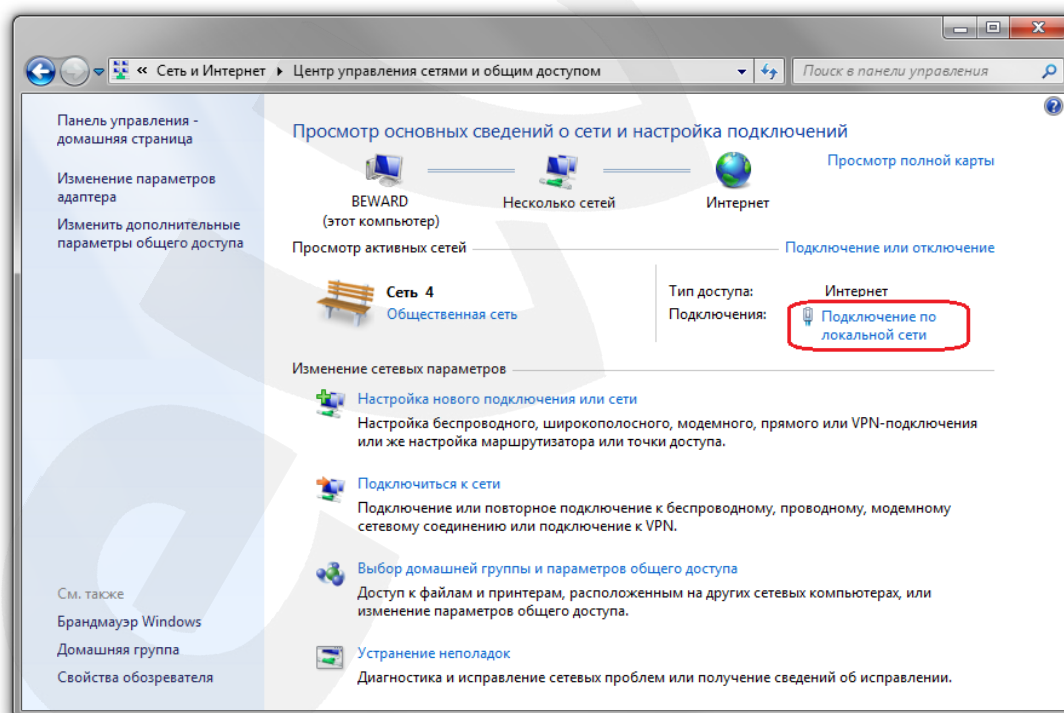 « Сеть и Интернет ▸ Центр управления сетями и общим доступом
Поиск в панели управления
Панель управления -
домашняя страница
Изменение параметров
адаптера
Изменить дополнительные
параметры общего доступа
См. также
Брандмауэр Windows
Домашняя группа
Свойства обозревателя
Просмотр основных сведений о сети и настройка подключений
Просмотр полной карты
BEWARD
(этот компьютер)
Несколько сетей
Интернет
Просмотр активных сетей
Подключение или отключение
Сеть 4
Общественная сеть
Тип доступа: Интернет
Подключения: Подключение по
локальной сети
Изменение сетевых параметров
Настройка нового подключения или сети
Настройка беспроводного, широкополосного, модемного, прямого или VPN-подключения
или же настройка маршрутизатора или точки доступа.
Подключиться к сети
Подключение или повторное подключение к беспроводному, проводному, модемному
сетевому соединению или подключение к VPN.
Выбор домашней группы и параметров общего доступа
Доступ к файлам и принтерам, расположенным на других сетевых компьютерах, или
изменение параметров общего доступа.
Устранение неполадок
Диагностика и исправление сетевых проблем или получение сведений об исправлении.